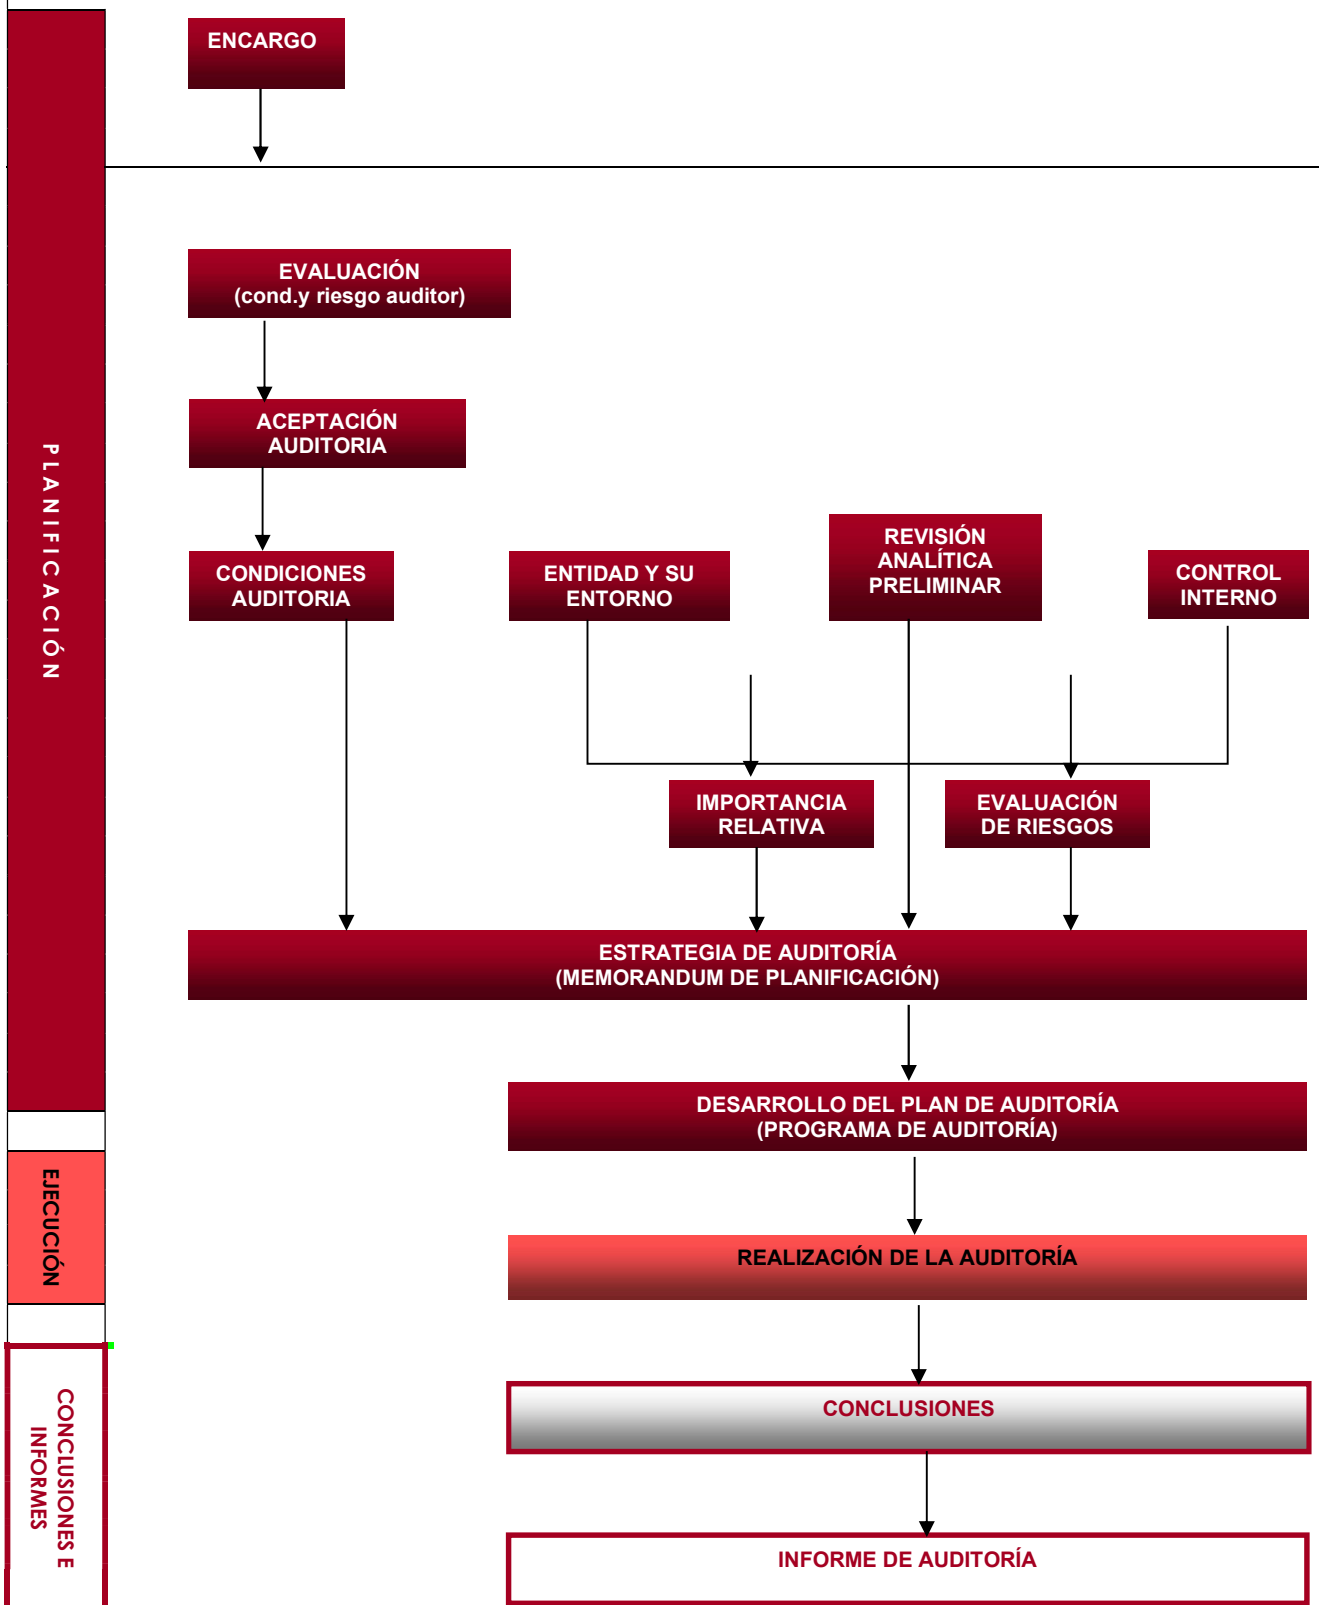 ENCARGO
EVALUACIÓN
(cond.y riesgo auditor)
ACEPTACIÓN
AUDITORIA
PLANIFICACIÓN
CONDICIONES
AUDITORIA
ENTIDAD Y SU
ENTORNO
REVISIÓN
ANALÍTICA
PRELIMINAR
CONTROL
INTERNO
IMPORTANCIA
RELATIVA
EVALUACIÓN
DE RIESGOS
ESTRATEGIA DE AUDITORÍA
(MEMORANDUM DE PLANIFICACIÓN)
DESARROLLO DEL PLAN DE AUDITORÍA
(PROGRAMA DE AUDITORÍA)
EJECUCIÓN
REALIZACIÓN DE LA AUDITORÍA
CONCLUSIONES E
INFORMES
CONCLUSIONES
INFORME DE AUDITORÍA